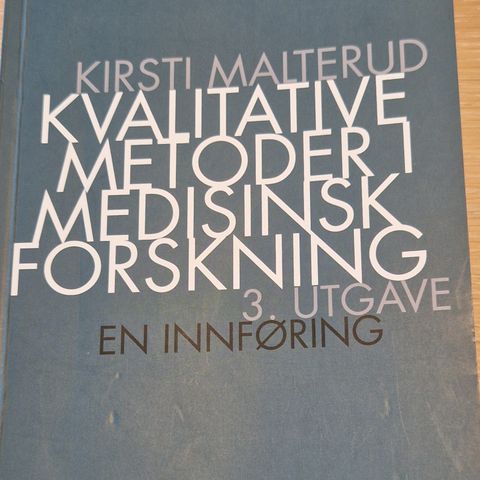 KIRSTI MALTERUD
KVALITATIVE
METODER I
MEDISINSK
FORSKNING
3. UTGAVE
EN INNFØRING